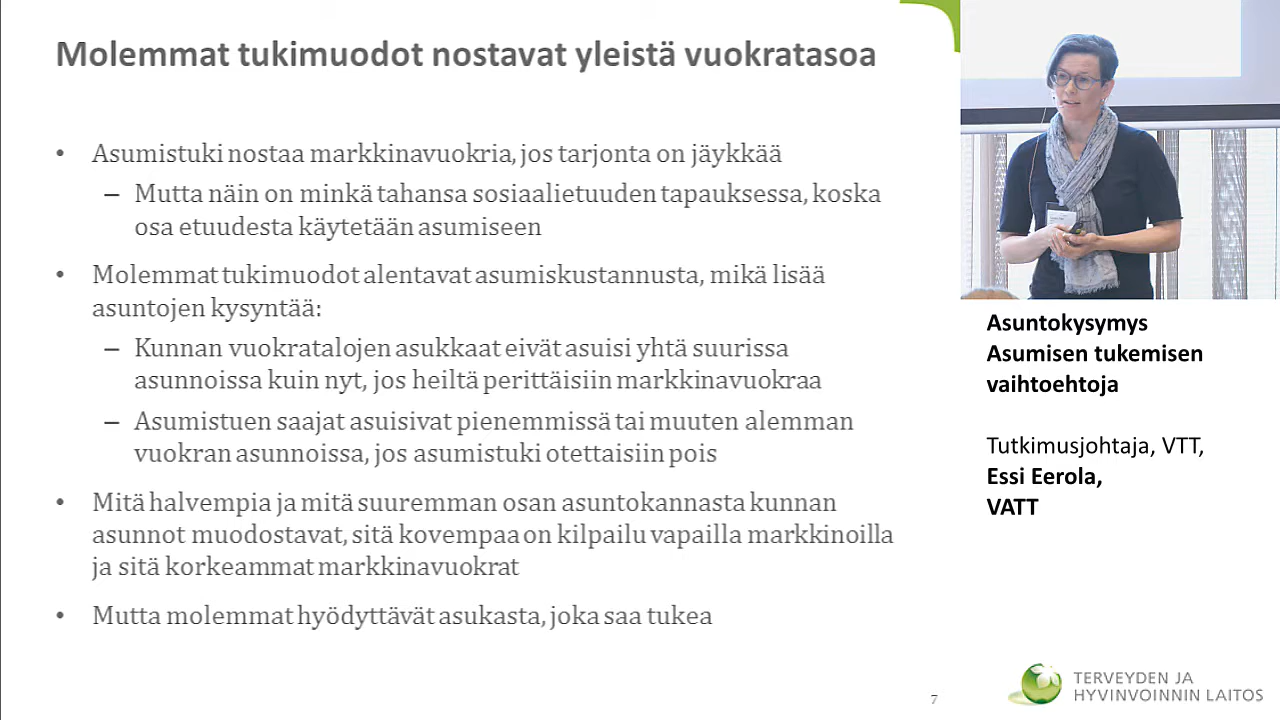 Molemmat tukimuodot nostavat yleistä vuokratasoa
• Asumistuki nostaa markkinavuokria, jos tarjonta on jäykkää
– Mutta näin on minkä tahansa sosiaalietuuden tapauksessa, koska
osa etuudesta käytetään asumiseen
• Molemmat tukimuodot alentavat asumiskustannusta, mikä lisää
asuntojen kysyntää:
– Kunnan vuokratalojen asukkaat eivät asuisi yhtä suurissa
asunnoissa kuin nyt, jos heiltä perittäisiin markkinavuokraa
– Asumistuen saajat asuisivat pienemmissä tai muuten alemman
vuokran asunnoissa, jos asumistuki otettaisiin pois
• Mitä halvempia ja mitä suuremman osan asuntokannasta kunnan
asunnot muodostavat, sitä kovempaa on kilpailu vapailla markkinoilla
ja sitä korkeammat markkinavuokrat
• Mutta molemmat hyödyttävät asukasta, joka saa tukea
7
Asuntokysymys
Asumisen tukemisen
vaihtoehtoja
Tutkimusjohtaja, VTT,
Essi Eerola,
VATT
TERVEYDEN JA
HYVINVOINNIN LAITOS